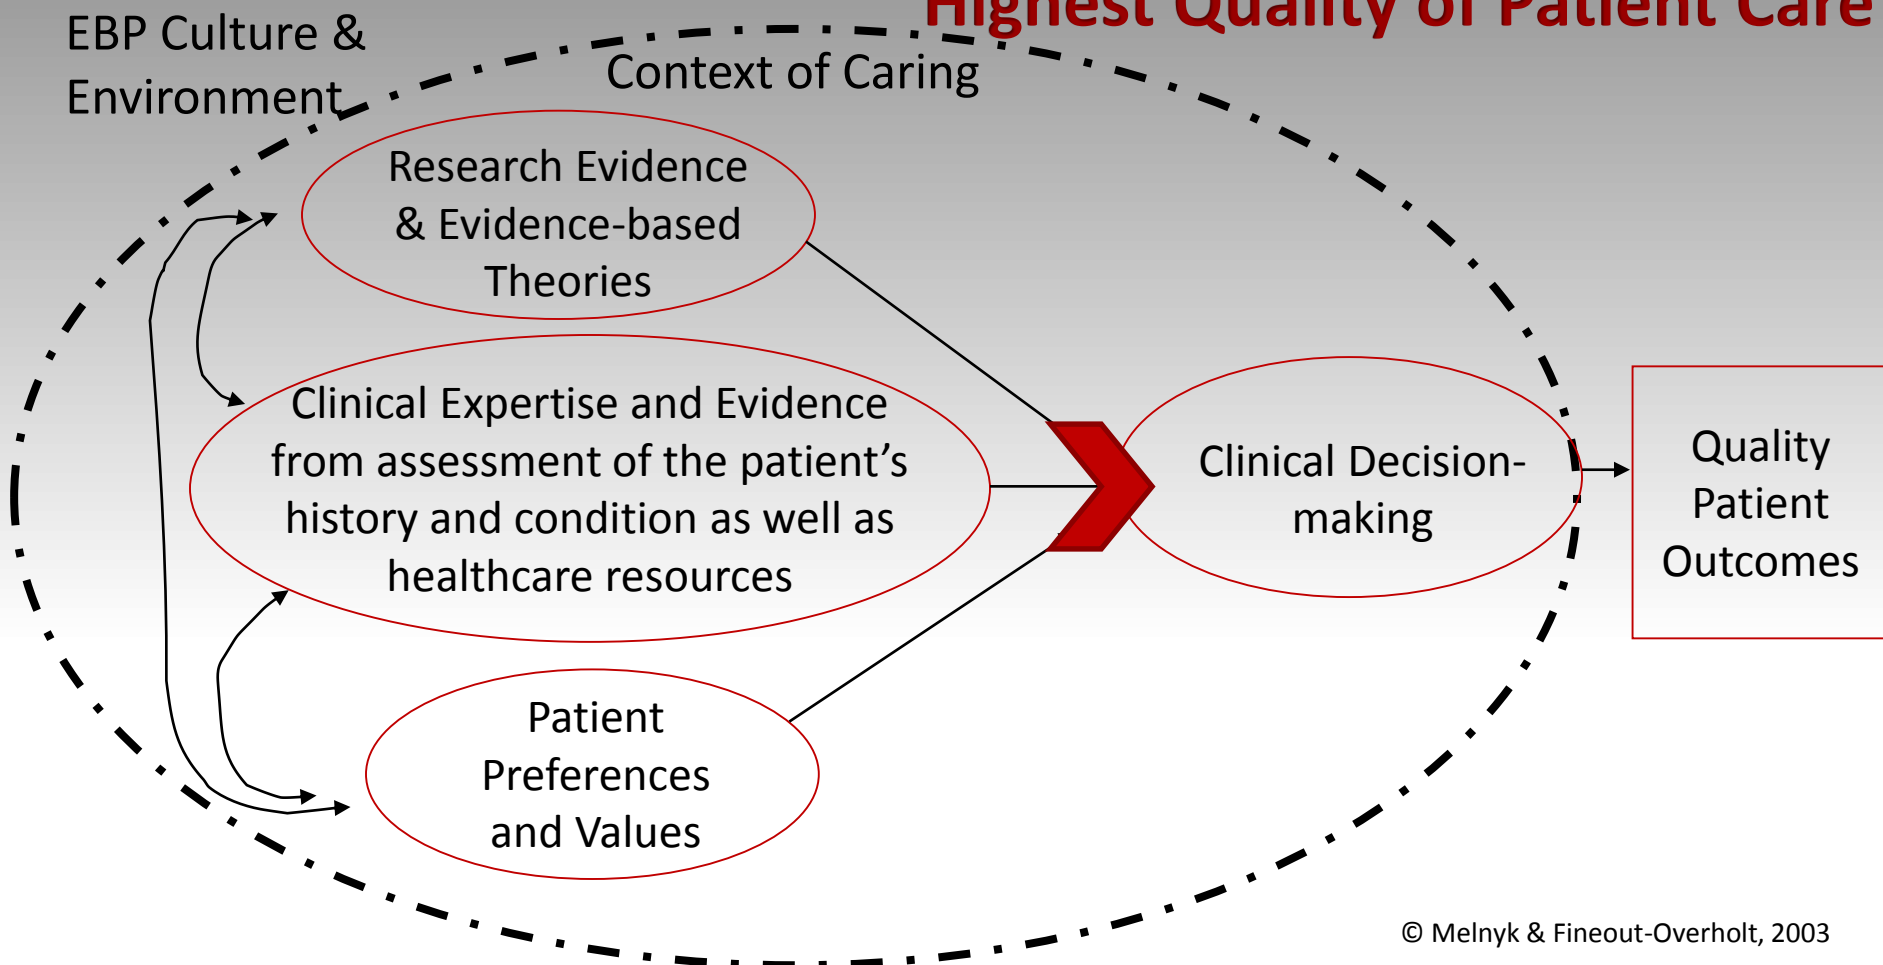 Highest Quality of Patient Care
EBP Culture &
Environment
Context of Caring
Research Evidence
& Evidence-based
Theories
Clinical Expertise and Evidence
from assessment of the patient’s
history and condition as well as
healthcare resources
Patient
Preferences
and Values
Clinical Decision-
making
Quality
Patient
Outcomes
© Melnyk & Fineout-Overholt, 2003